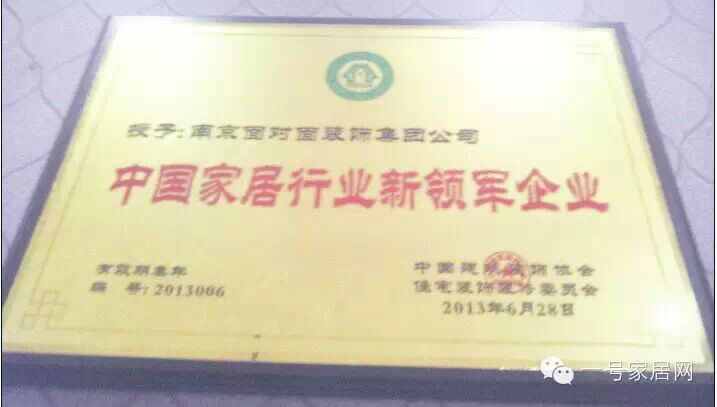 授予:南京面对面装饰集团公司
中国家居行业新领军企业
有效期叁年
编 号:2013006
中国建筑装饰协会
住宅装饰装修委员会
2013年6月28日
一号家居网